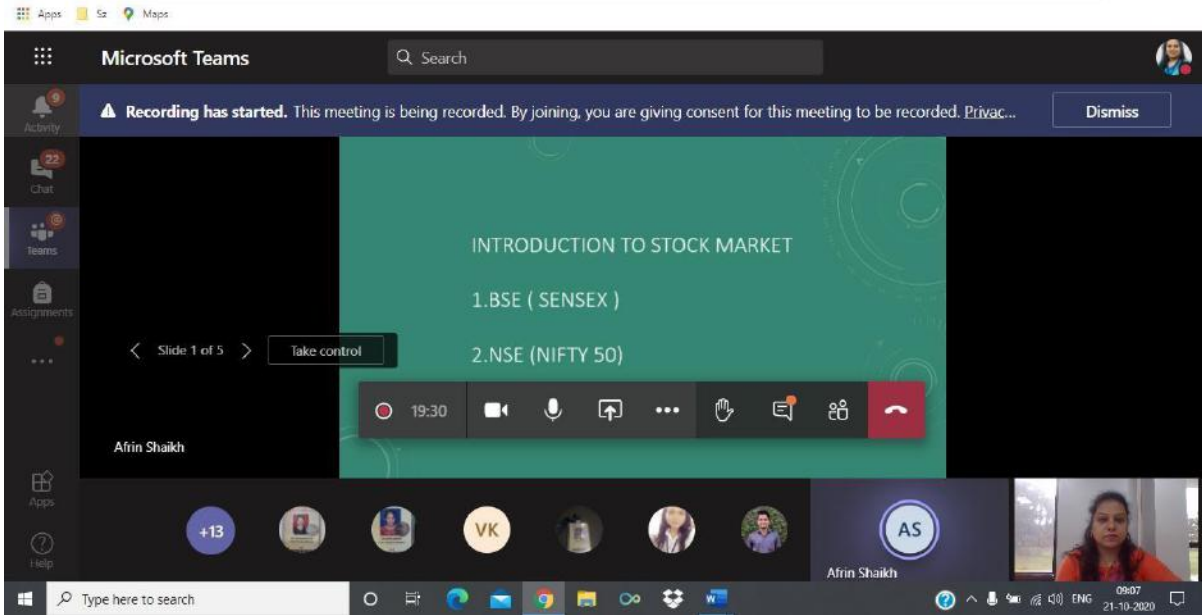 Apps Sz Maps
Microsoft Teams
Search
9
Activity
Recording has started. This meeting is being recorded. By joining, you are giving consent for this meeting to be recorded. Privac...
Dismiss
22
Chat
Teams
Assignments
INTRODUCTION TO STOCK MARKET
1.BSE ( SENSEX )
2.NSE (NIFTY 50)
Slide 1 of 5
Take control
19:30
Afrin Shaikh
Apps
Help
+13
VK
AS
Afrin Shaikh
Type here to search
ENG
09:07
21-10-2020